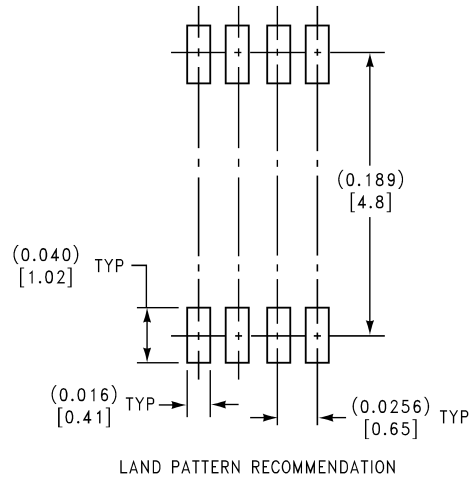 (0.189)
[4.8]
(0.040)
[1.02]
TYP
(0.016)
[0.41]
TYP
(0.0256)
[0.65]
TYP
LAND PATTERN RECOMMENDATION